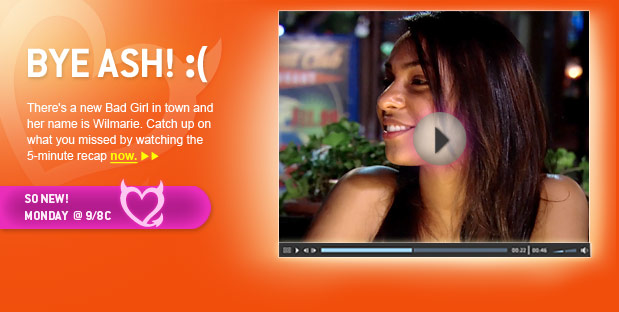 BYE ASH! :(
There's a new Bad Girl in town and
her name is Wilmarie. Catch up on
what you missed by watching the
5-minute recap now.
SO NEW!
MONDAY @ 9/8C
00:22 00:46